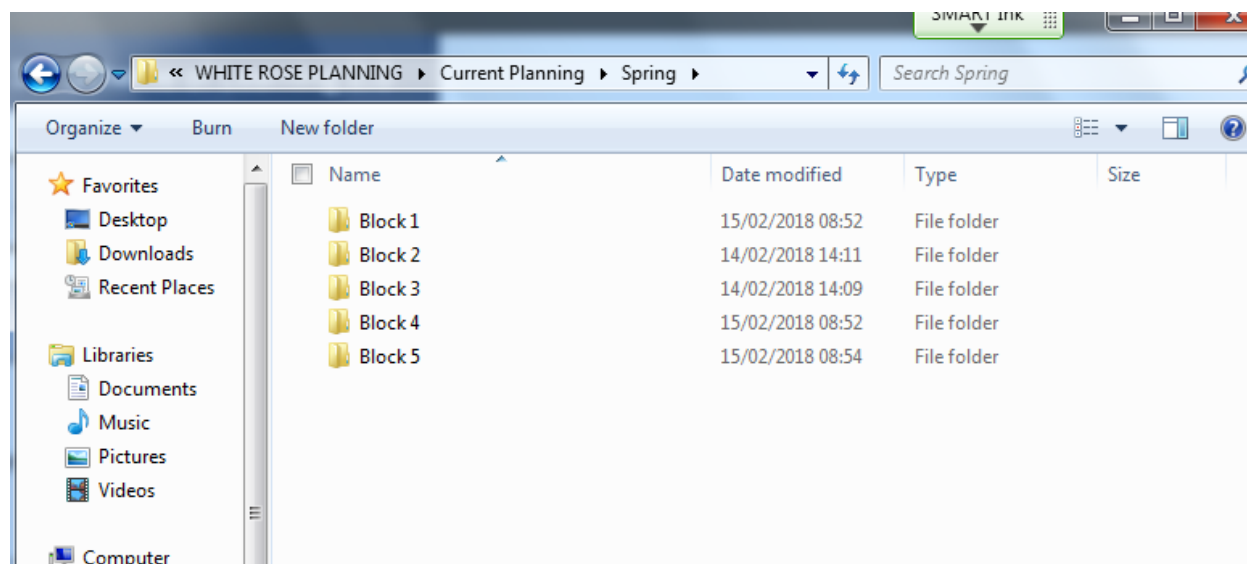 SMART Ink
« WHITE ROSE PLANNING ▸ Current Planning ▸ Spring ▸ Search Spring
Organize ▾ Burn New folder
Favorites
Desktop
Downloads
Recent Places
Libraries
Documents
Music
Pictures
Videos
Computer
Name Date modified Type Size
Block 1 15/02/2018 08:52 File folder
Block 2 14/02/2018 14:11 File folder
Block 3 14/02/2018 14:09 File folder
Block 4 15/02/2018 08:52 File folder
Block 5 15/02/2018 08:54 File folder